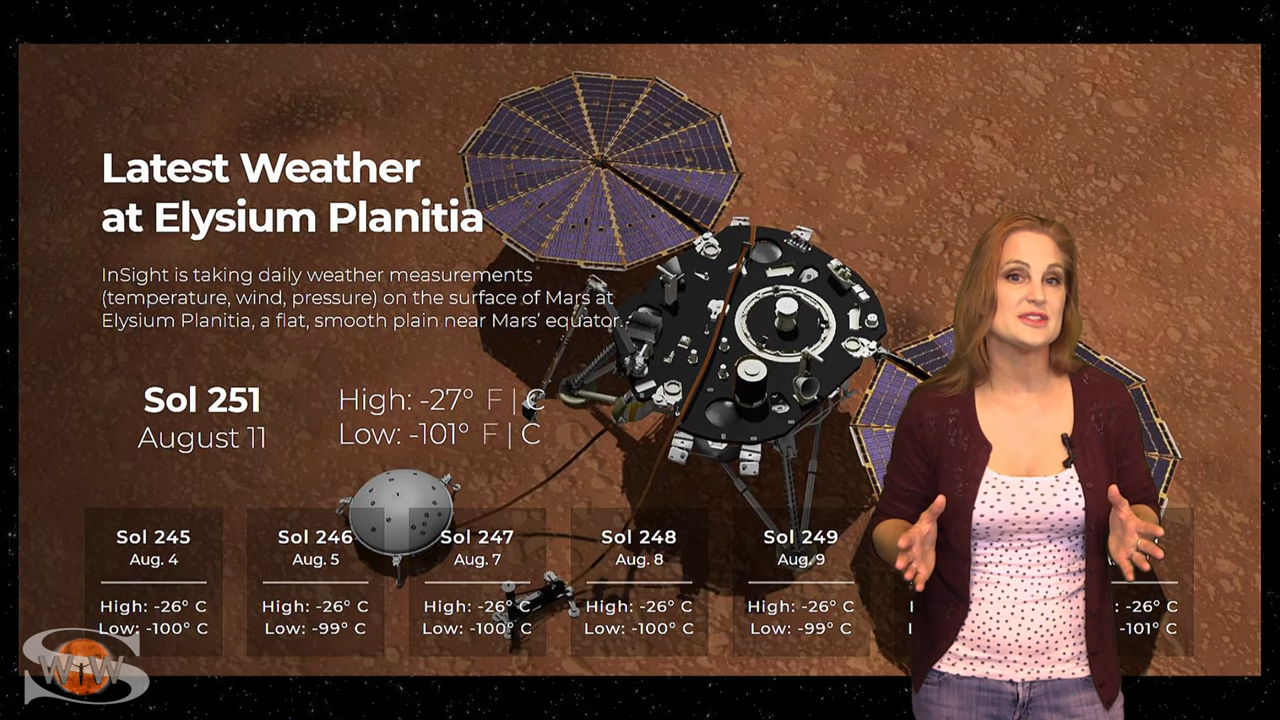 Latest Weather
at Elysium Planitia
InSight is taking daily weather measurements
(temperature, wind, pressure) on the surface of Mars at
Elysium Planitia, a flat, smooth plain near Mars' equator.
Sol 251
August 11
High: -27° F | C
Low: -101° F | C
Sol 245
Aug. 4
High: -26° C
Low: -100° C
Sol 246
Aug. 5
High: -26° C
Low: -99° C
Sol 247
Aug. 7
High: -26° C
Low: -100° C
Sol 248
Aug. 8
High: -26° C
Low: -100° C
Sol 249
Aug. 9
High: -26° C
Low: -99° C
: -26° C
-101° C
S
WTW